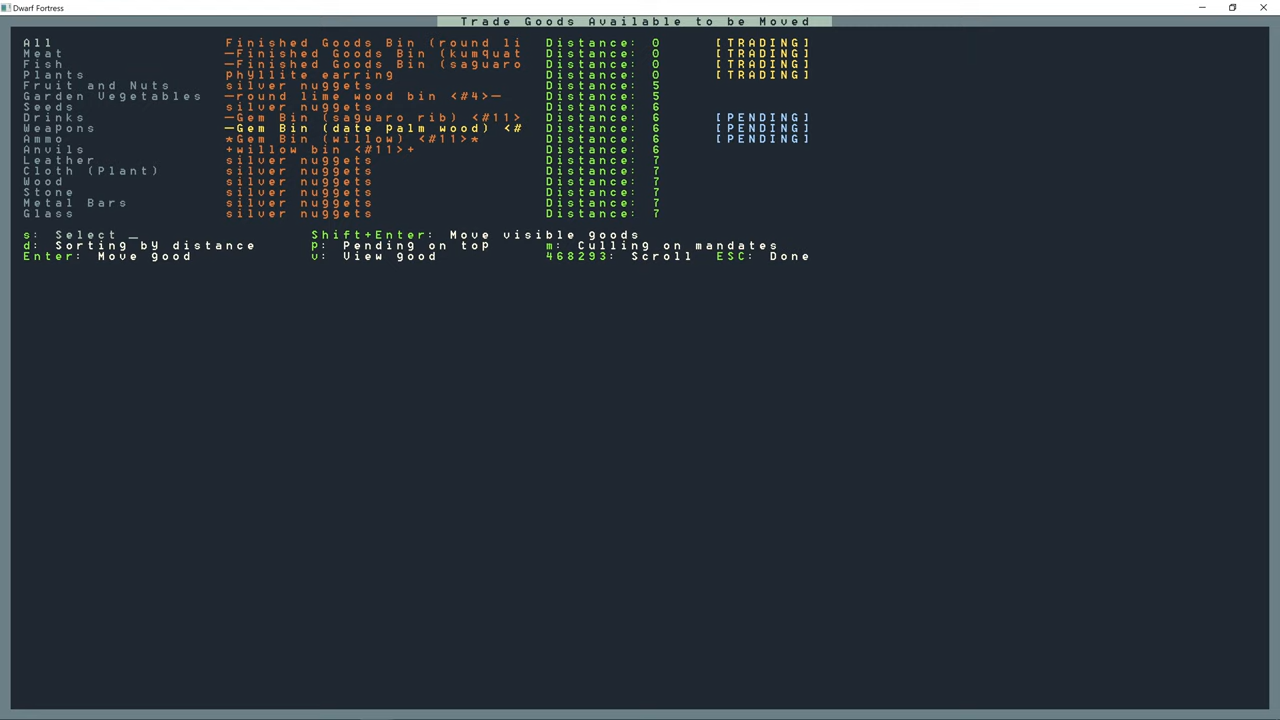 Dwarf Fortress
Trade Goods Available to be Moved
All Finished Goods Bin (round li Distance: 0 [TRADING]
Meat —Finished Goods Bin (kumquat Distance: 0 [TRADING]
Fish —Finished Goods Bin (saguaro Distance: 0 [TRADING]
Plants phyllite earring Distance: 0 [TRADING]
Fruit and Nuts silver nuggets Distance: 5
Garden Vegetables —round lime wood bin <#4>— Distance: 5
Seeds silver nuggets Distance: 6
Drinks —Gem Bin (saguaro rib) <#11> Distance: 6 [PENDING]
Weapons —Gem Bin (date palm wood) <# Distance: 6 [PENDING]
Ammo *Gem Bin (willow) <#11>* Distance: 6 [PENDING]
Anvils +willow bin <#11>+ Distance: 6
Leather silver nuggets Distance: 7
Cloth (Plant) silver nuggets Distance: 7
Wood silver nuggets Distance: 7
Stone silver nuggets Distance: 7
Metal Bars silver nuggets Distance: 7
Glass silver nuggets Distance: 7
s: Select _ Shift+Enter: Move visible goods
d: Sorting by distance p: Pending on top m: Culling on mandates
Enter: Move good v: View good 468293: Scroll ESC: Done